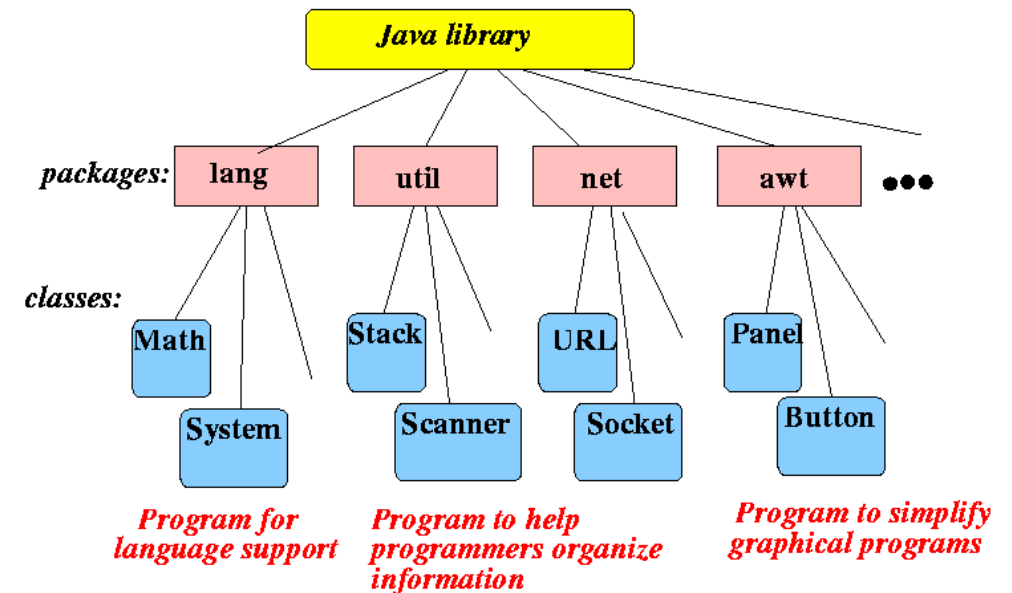 Java library
packages: lang util net awt •••
classes:
Math Stack URL Panel
System Scanner Socket Button
Program for
language support
Program to help
programmers organize
information
Program to simplify
graphical programs